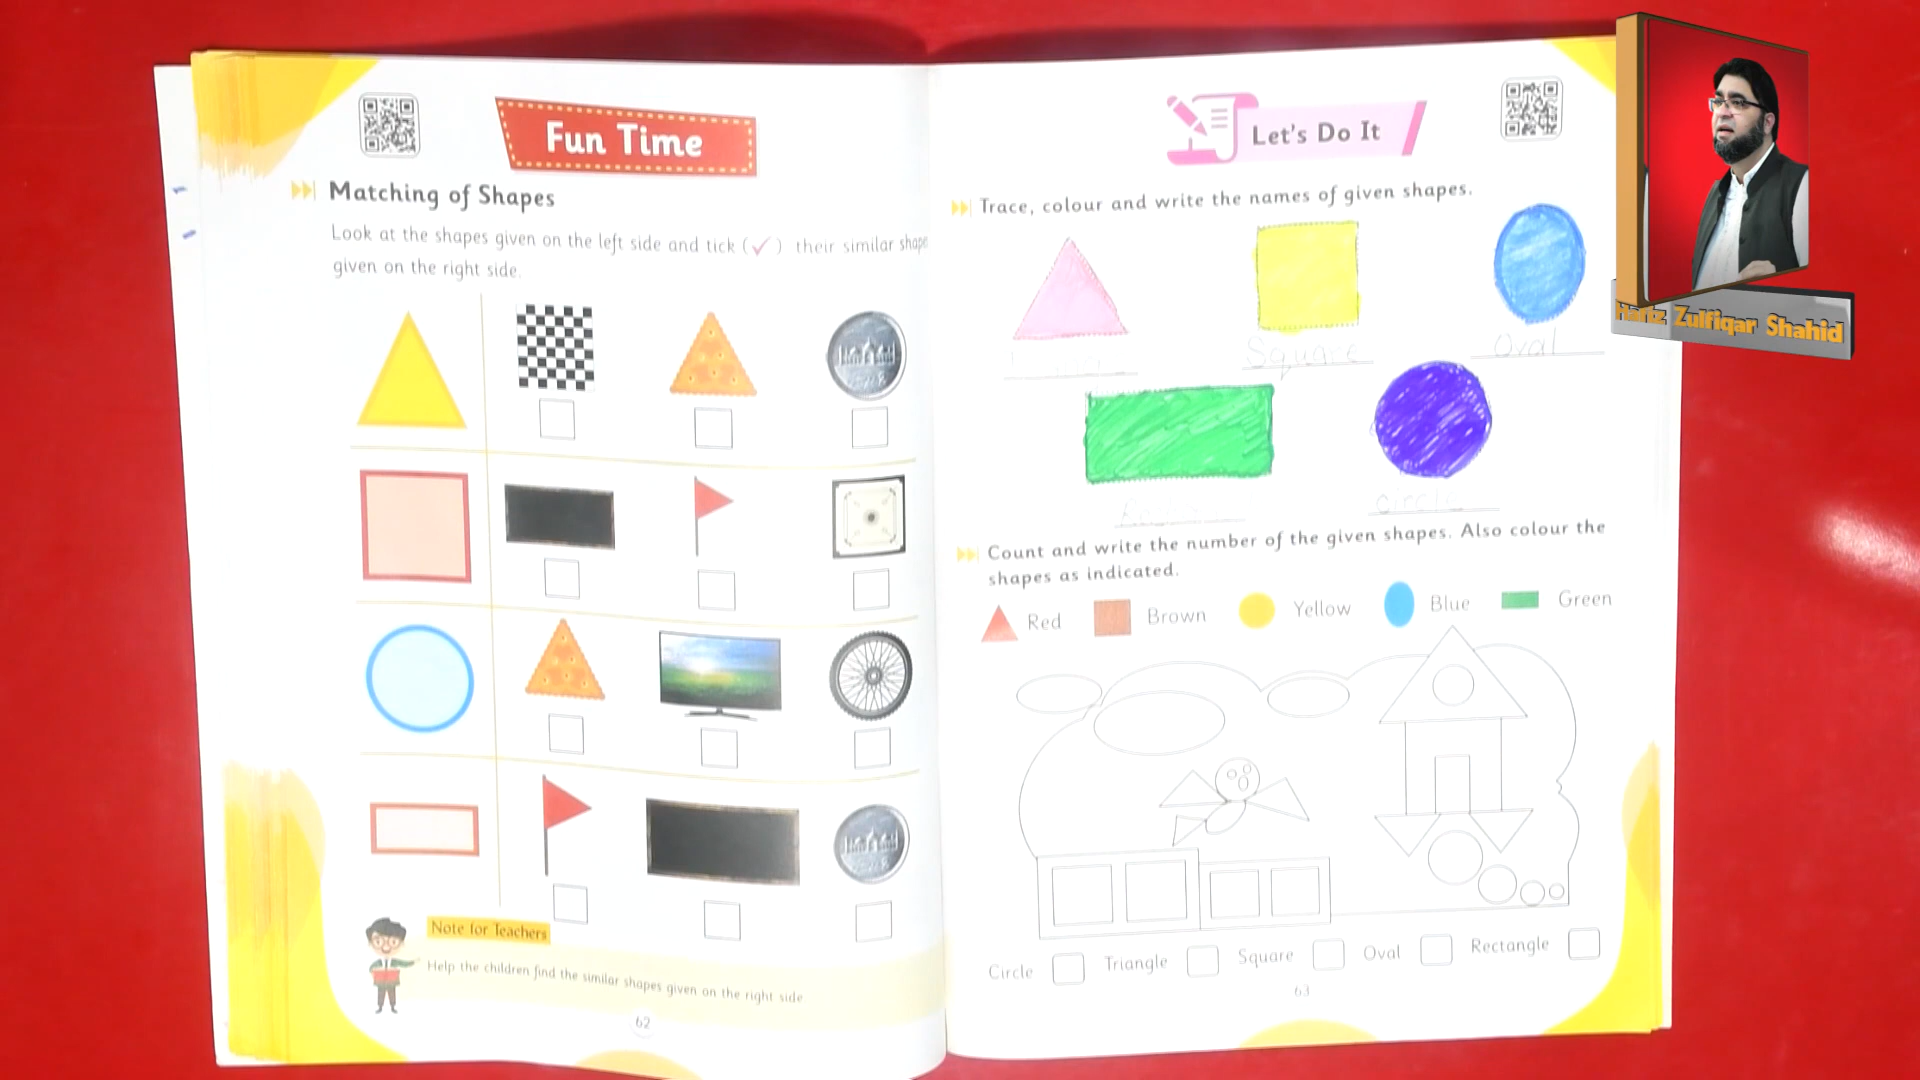 Fun Time
Matching of Shapes
Look at the shapes given on the left side and tick (✓) their similar shape
given on the right side.
Note for Teachers
Help the children find the similar shapes given on the right side
62
Let's Do It
Trace, colour and write the names of given shapes.
Square
Oval
circle
Count and write the number of the given shapes. Also colour the
shapes as indicated.
Red Brown Yellow Blue Green
Circle Triangle Square Oval Rectangle
63
Hafiz Zulfiqar Shahid